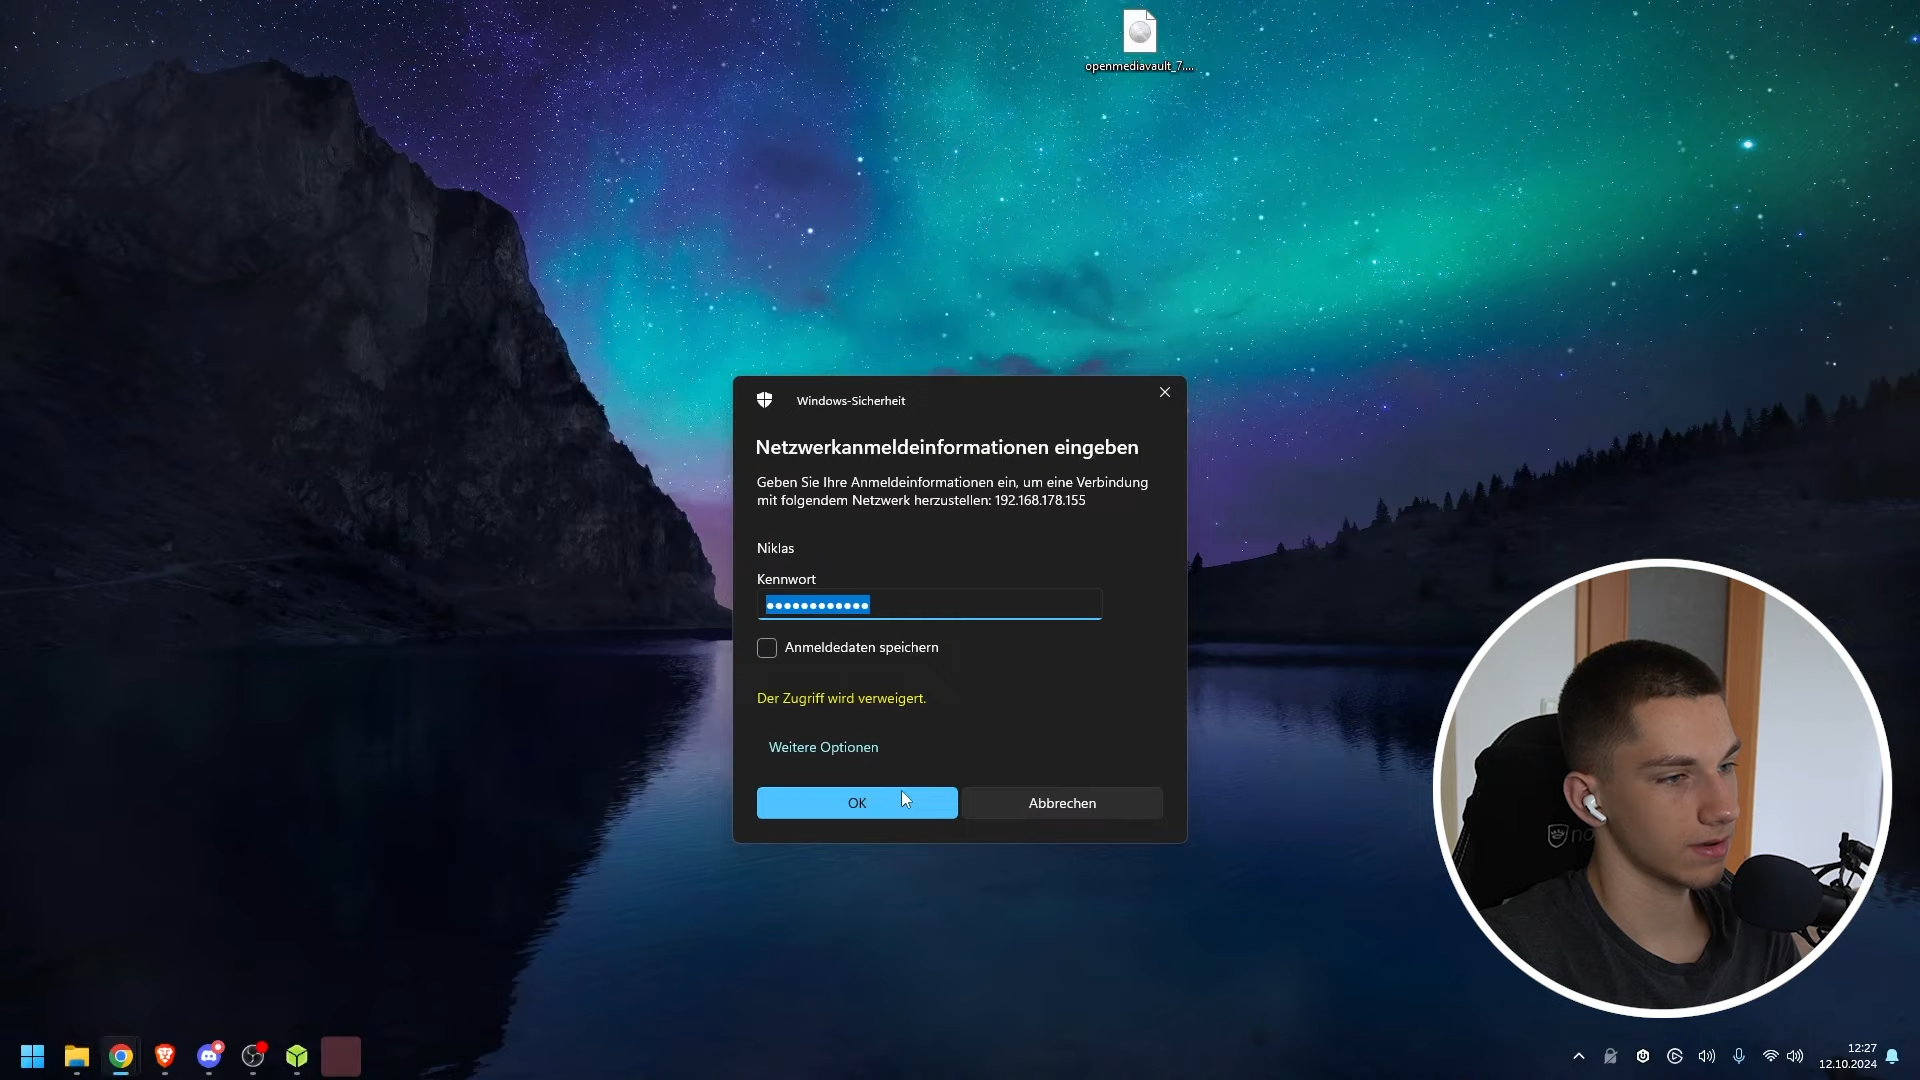 openmediavault_7....
Windows-Sicherheit
Netzwerkanmeldeinformationen eingeben
Geben Sie Ihre Anmeldeinformationen ein, um eine Verbindung
mit folgendem Netzwerk herzustellen: 192.168.178.155
Niklas
Kennwort
Anmeldedaten speichern
Der Zugriff wird verweigert.
Weitere Optionen
OK
Abbrechen
12:27
12.10.2024